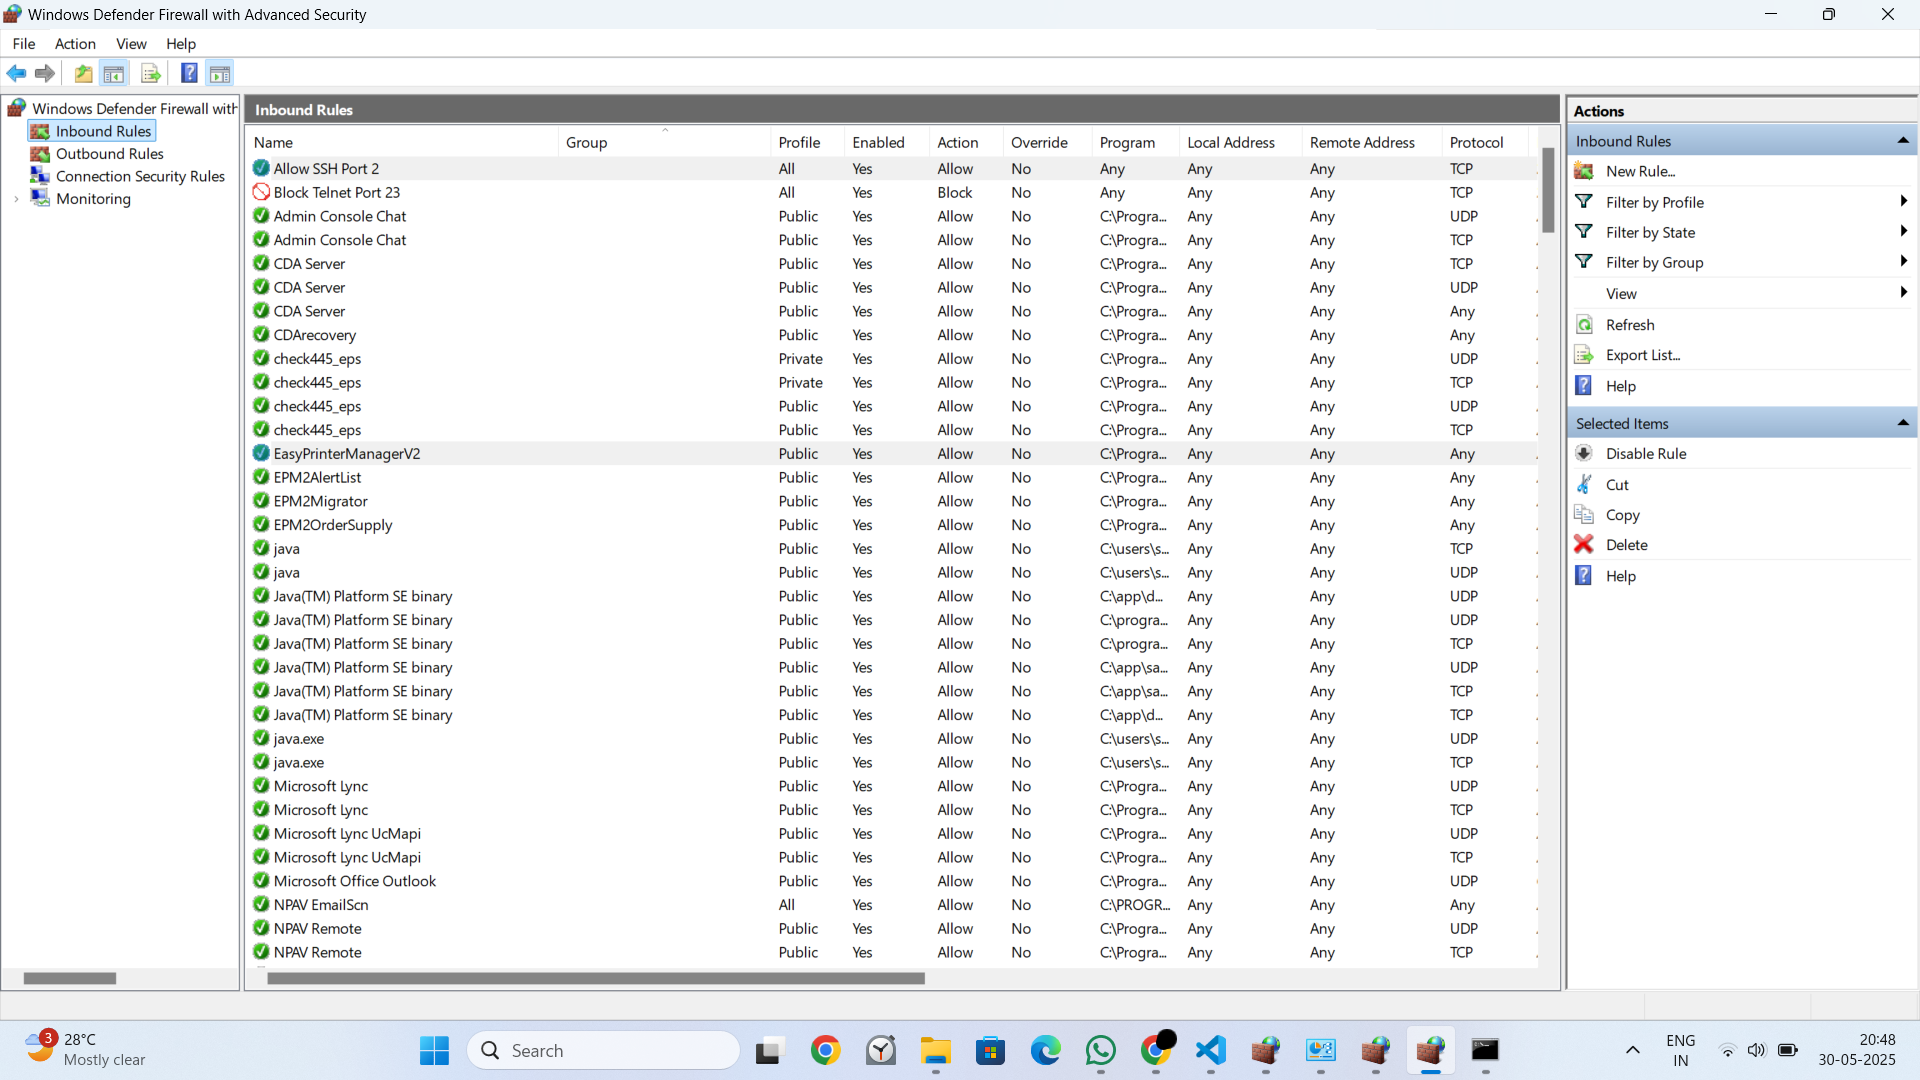 Windows Defender Firewall with Advanced Security
File Action View Help
Windows Defender Firewall with
Inbound Rules
Outbound Rules
Connection Security Rules
Monitoring
Inbound Rules
Name Group Profile Enabled Action Override Program Local Address Remote Address Protocol
Allow SSH Port 2 All Yes Allow No Any Any Any TCP
Block Telnet Port 23 All Yes Block No Any Any Any TCP
Admin Console Chat Public Yes Allow No C:\Progra... Any Any UDP
Admin Console Chat Public Yes Allow No C:\Progra... Any Any TCP
CDA Server Public Yes Allow No C:\Progra... Any Any TCP
CDA Server Public Yes Allow No C:\Progra... Any Any UDP
CDA Server Public Yes Allow No C:\Progra... Any Any Any
CDArecovery Public Yes Allow No C:\Progra... Any Any Any
check445_eps Private Yes Allow No C:\Progra... Any Any UDP
check445_eps Private Yes Allow No C:\Progra... Any Any TCP
check445_eps Public Yes Allow No C:\Progra... Any Any UDP
check445_eps Public Yes Allow No C:\Progra... Any Any TCP
EasyPrinterManagerV2 Public Yes Allow No C:\Progra... Any Any Any
EPM2AlertList Public Yes Allow No C:\Progra... Any Any Any
EPM2Migrator Public Yes Allow No C:\Progra... Any Any Any
EPM2OrderSupply Public Yes Allow No C:\Progra... Any Any Any
java Public Yes Allow No C:\users\s... Any Any TCP
java Public Yes Allow No C:\users\s... Any Any UDP
Java(TM) Platform SE binary Public Yes Allow No C:\app\d... Any Any UDP
Java(TM) Platform SE binary Public Yes Allow No C:\progra... Any Any UDP
Java(TM) Platform SE binary Public Yes Allow No C:\progra... Any Any TCP
Java(TM) Platform SE binary Public Yes Allow No C:\app\sa... Any Any UDP
Java(TM) Platform SE binary Public Yes Allow No C:\app\sa... Any Any TCP
Java(TM) Platform SE binary Public Yes Allow No C:\app\d... Any Any TCP
java.exe Public Yes Allow No C:\users\s... Any Any UDP
java.exe Public Yes Allow No C:\users\s... Any Any TCP
Microsoft Lync Public Yes Allow No C:\Progra... Any Any UDP
Microsoft Lync Public Yes Allow No C:\Progra... Any Any TCP
Microsoft Lync UcMapi Public Yes Allow No C:\Progra... Any Any UDP
Microsoft Lync UcMapi Public Yes Allow No C:\Progra... Any Any TCP
Microsoft Office Outlook Public Yes Allow No C:\Progra... Any Any UDP
NPAV EmailScn All Yes Allow No C:\PROGR... Any Any Any
NPAV Remote Public Yes Allow No C:\Progra... Any Any UDP
NPAV Remote Public Yes Allow No C:\Progra... Any Any TCP
Actions
Inbound Rules
New Rule...
Filter by Profile
Filter by State
Filter by Group
View
Refresh
Export List...
Help
Selected Items
Disable Rule
Cut
Copy
Delete
Help
3
28°C
Mostly clear
Search
ENG
IN
20:48
30-05-2025